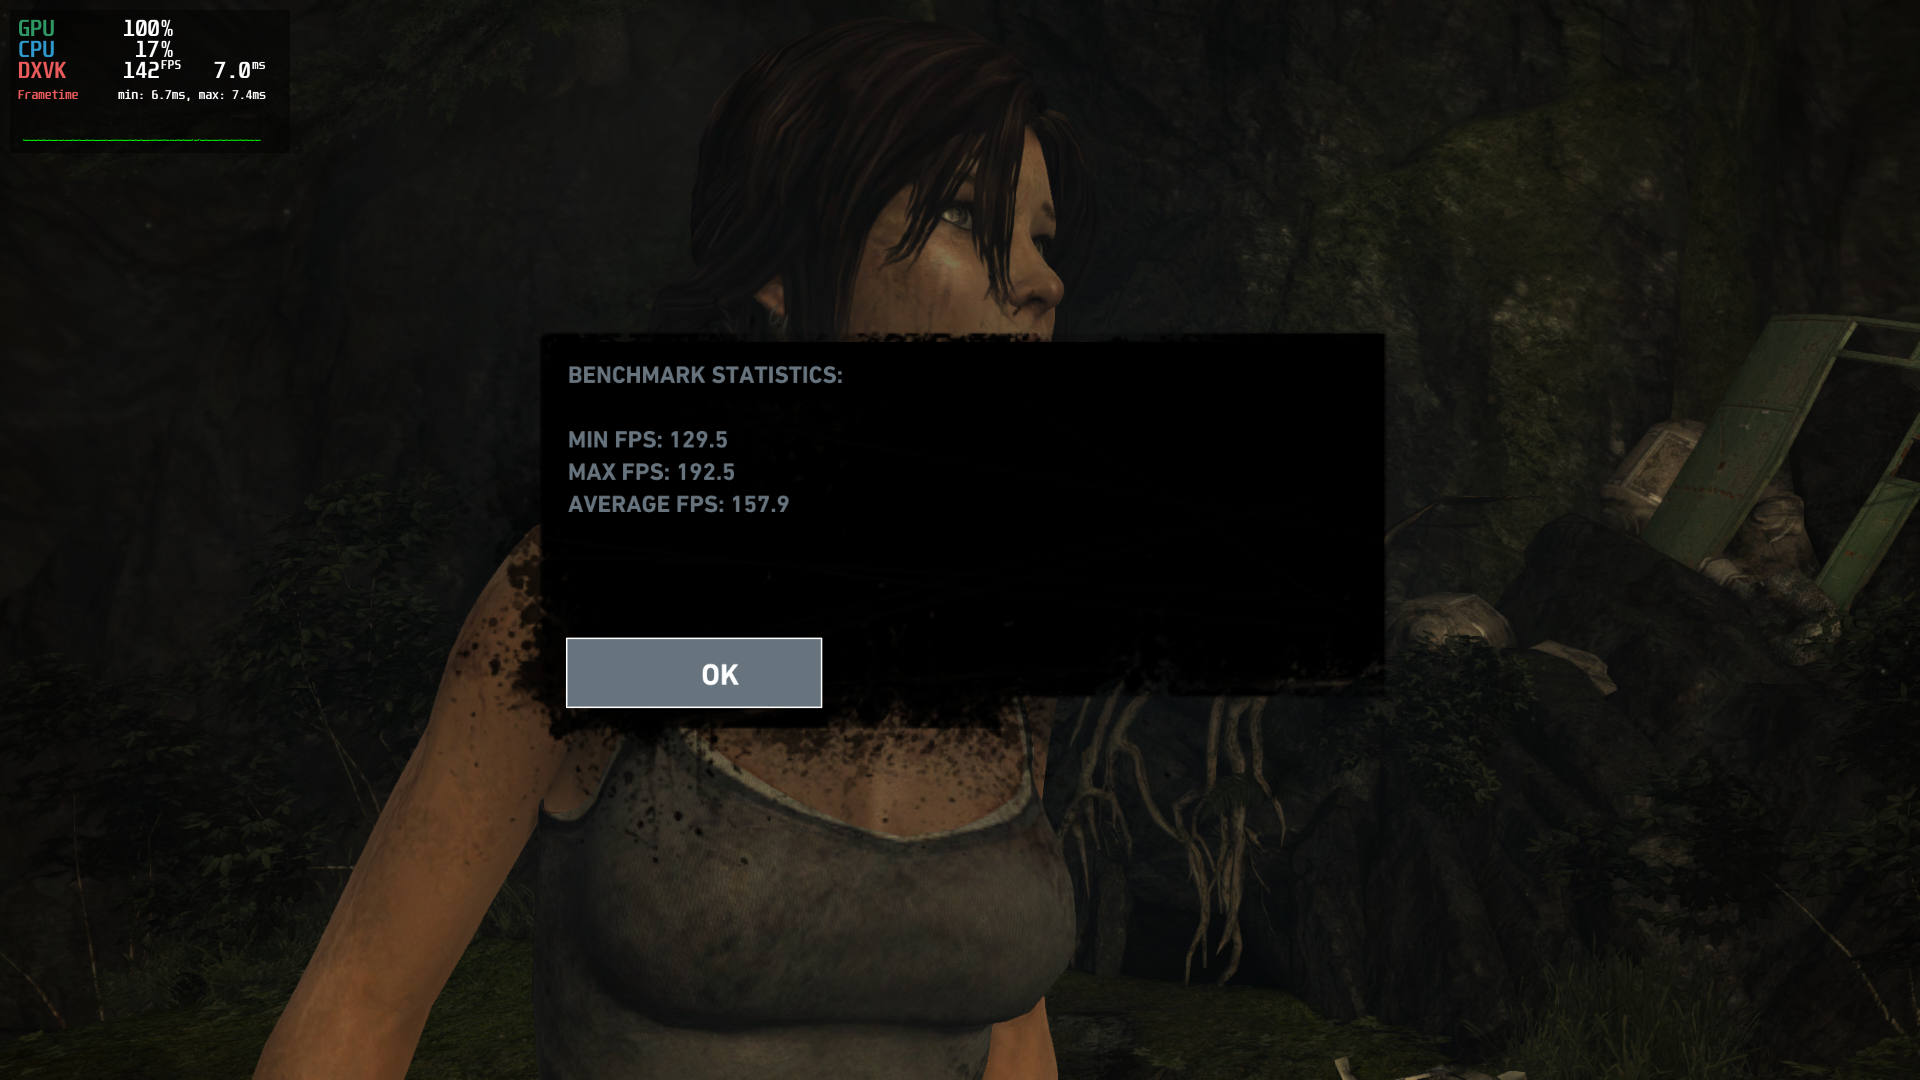 GPU 100%
CPU 17%
DXVK 142FPS 7.0ms
Frametime min: 6.7ms, max: 7.4ms
BENCHMARK STATISTICS:
MIN FPS: 129.5
MAX FPS: 192.5
AVERAGE FPS: 157.9
OK